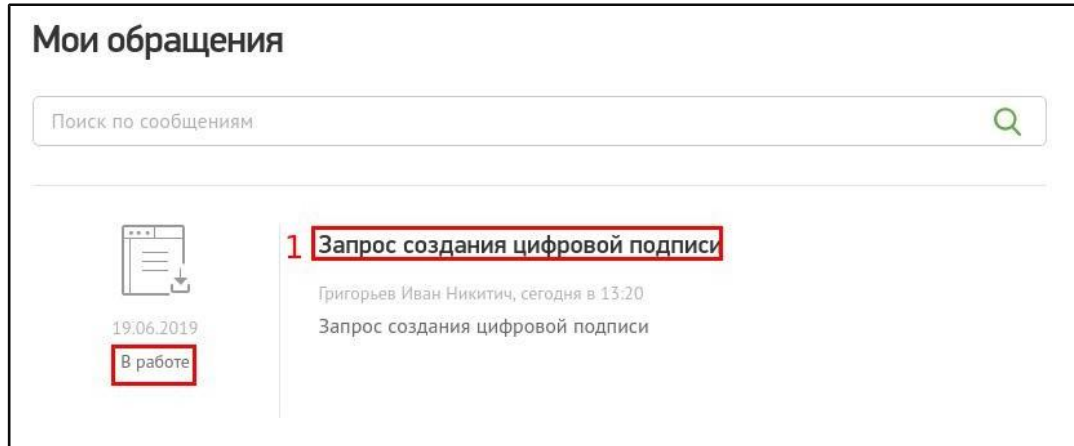 Мои обращения
Поиск по сообщениям
1 Запрос создания цифровой подписи
Григорьев Иван Никитич, сегодня в 13:20
Запрос создания цифровой подписи
19.06.2019
В работе